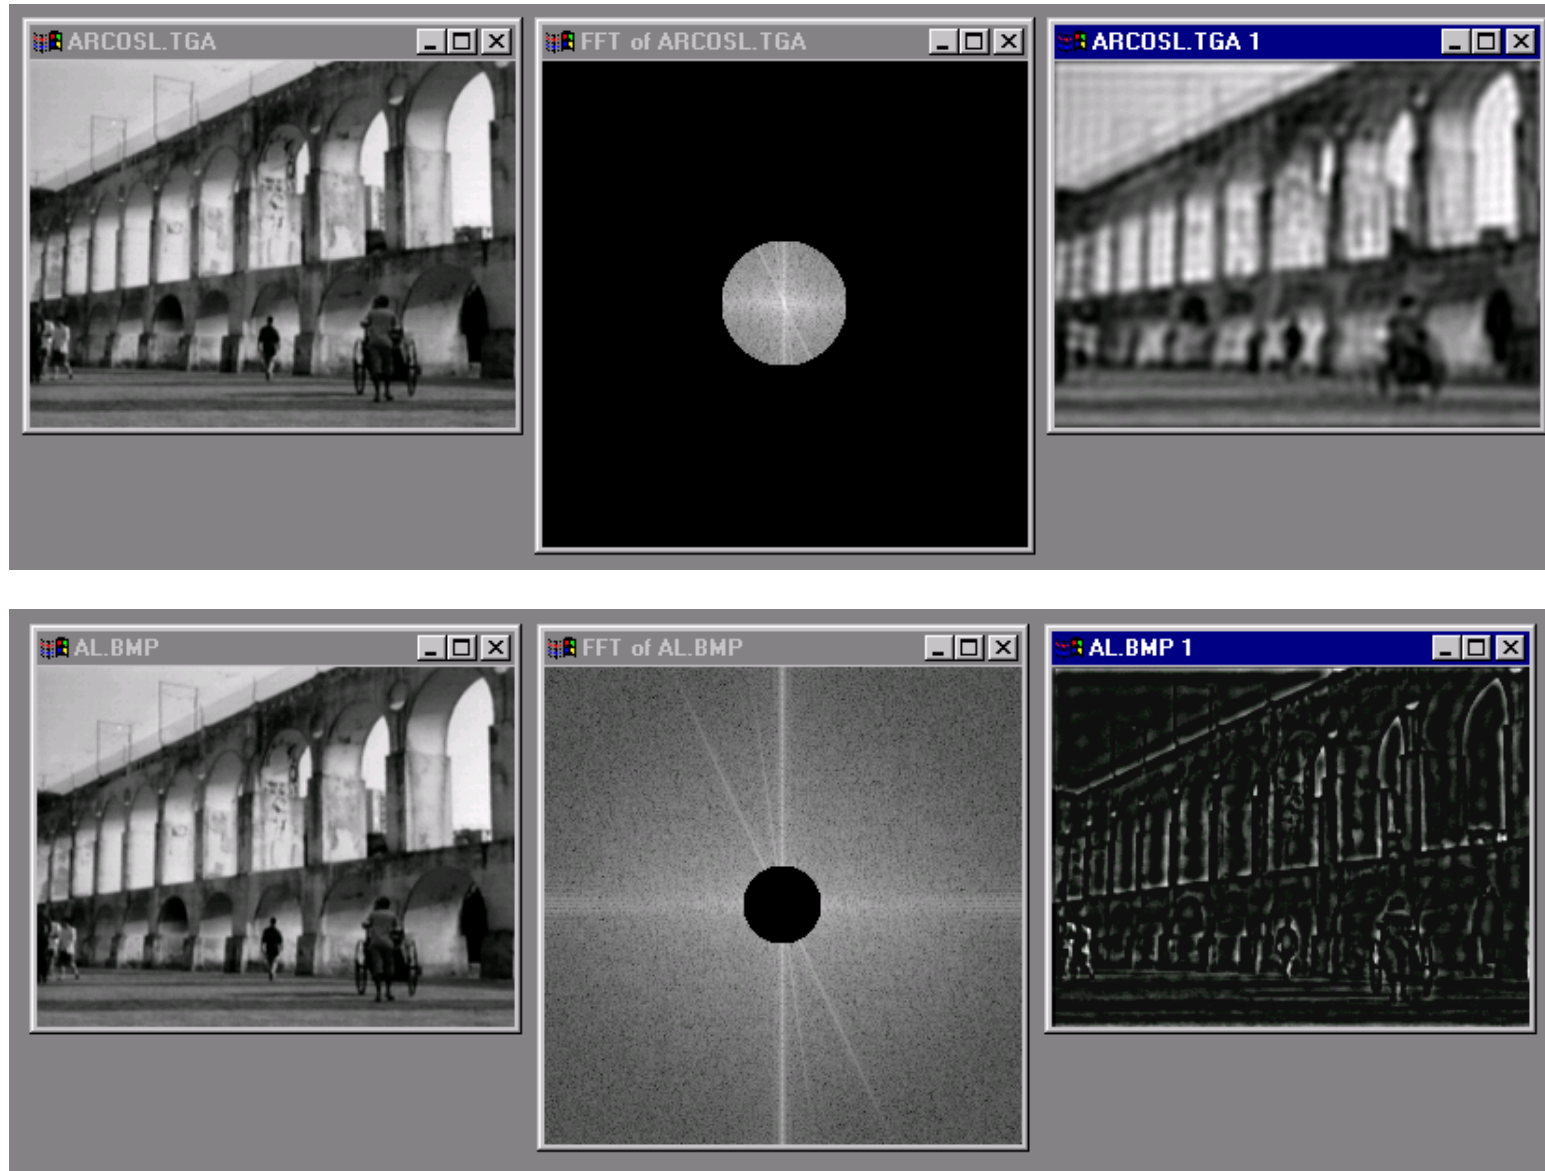 ARCOSL.TGA
FFT of ARCOSL.TGA
ARCOSL.TGA 1
AL.BMP
FFT of AL.BMP
AL.BMP 1